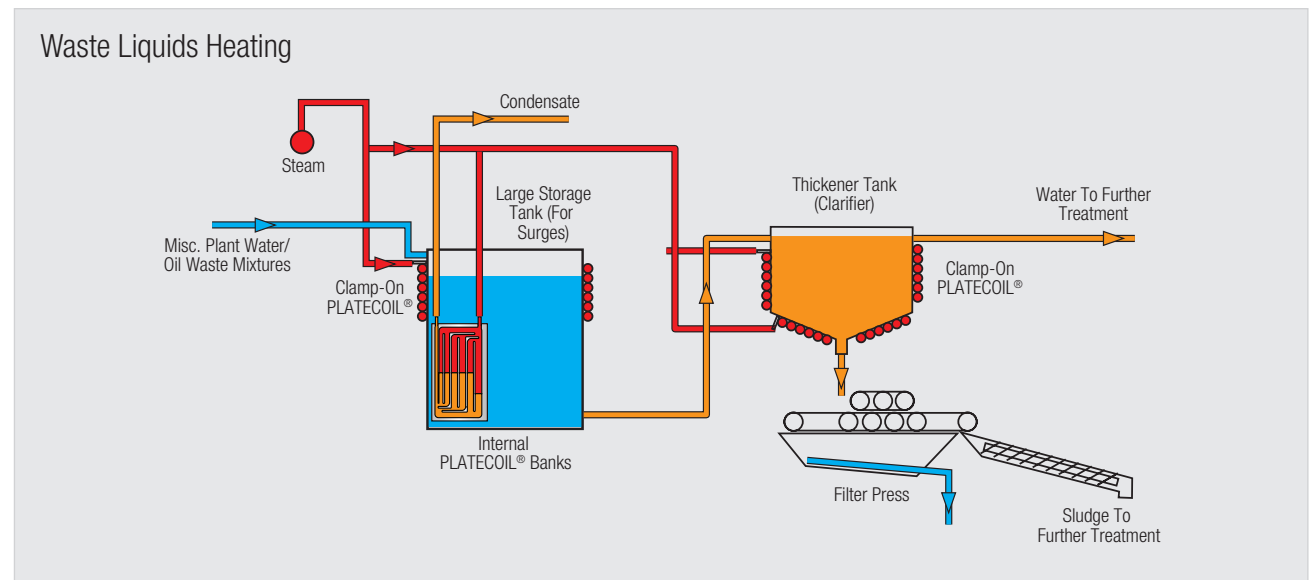 Waste Liquids Heating
Condensate
Steam
Large Storage
Tank (For
Surges)
Thickener Tank
(Clarifier)
Water To Further
Treatment
Misc. Plant Water/
Oil Waste Mixtures
Clamp-On
PLATECOIL®
Clamp-On
PLATECOIL®
Internal
PLATECOIL® Banks
Filter Press
Sludge To
Further Treatment